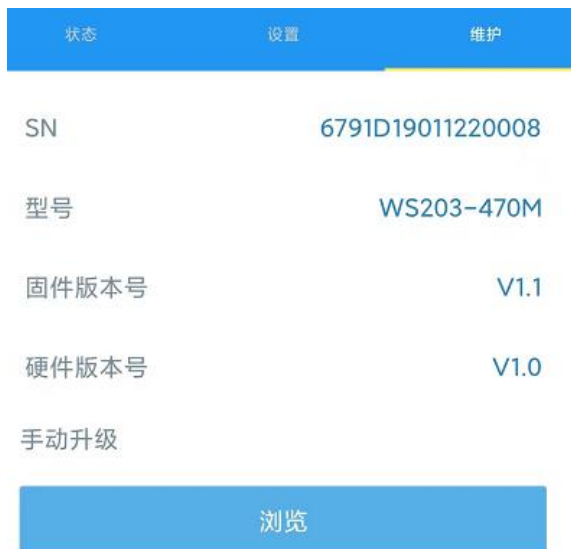 状态 设置 维护
SN 6791D19011220008
型号 WS203-470M
固件版本号 V1.1
硬件版本号 V1.0
手动升级
浏览